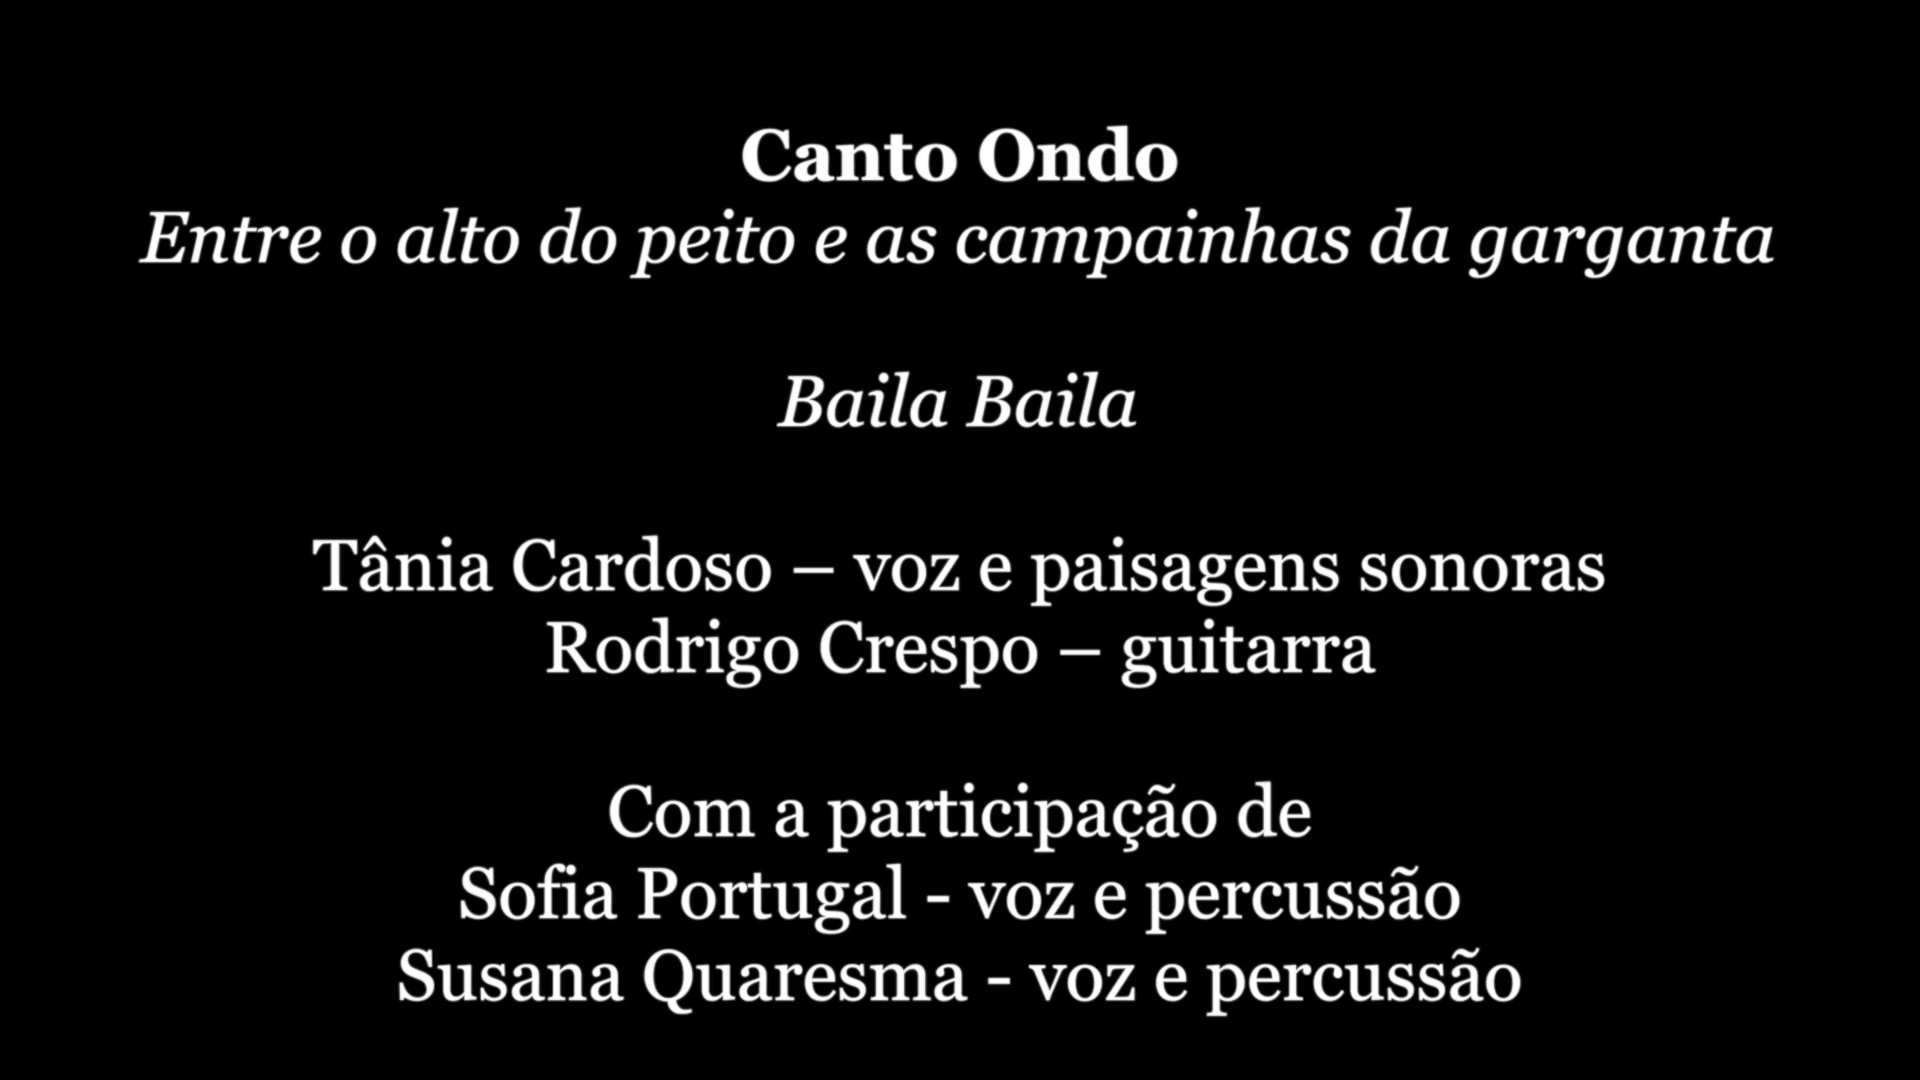 Canto Ondo
Entre o alto do peito e as campainhas da garganta
Baila Baila
Tânia Cardoso – voz e paisagens sonoras
Rodrigo Crespo – guitarra
Com a participação de
Sofia Portugal - voz e percussão
Susana Quaresma - voz e percussão